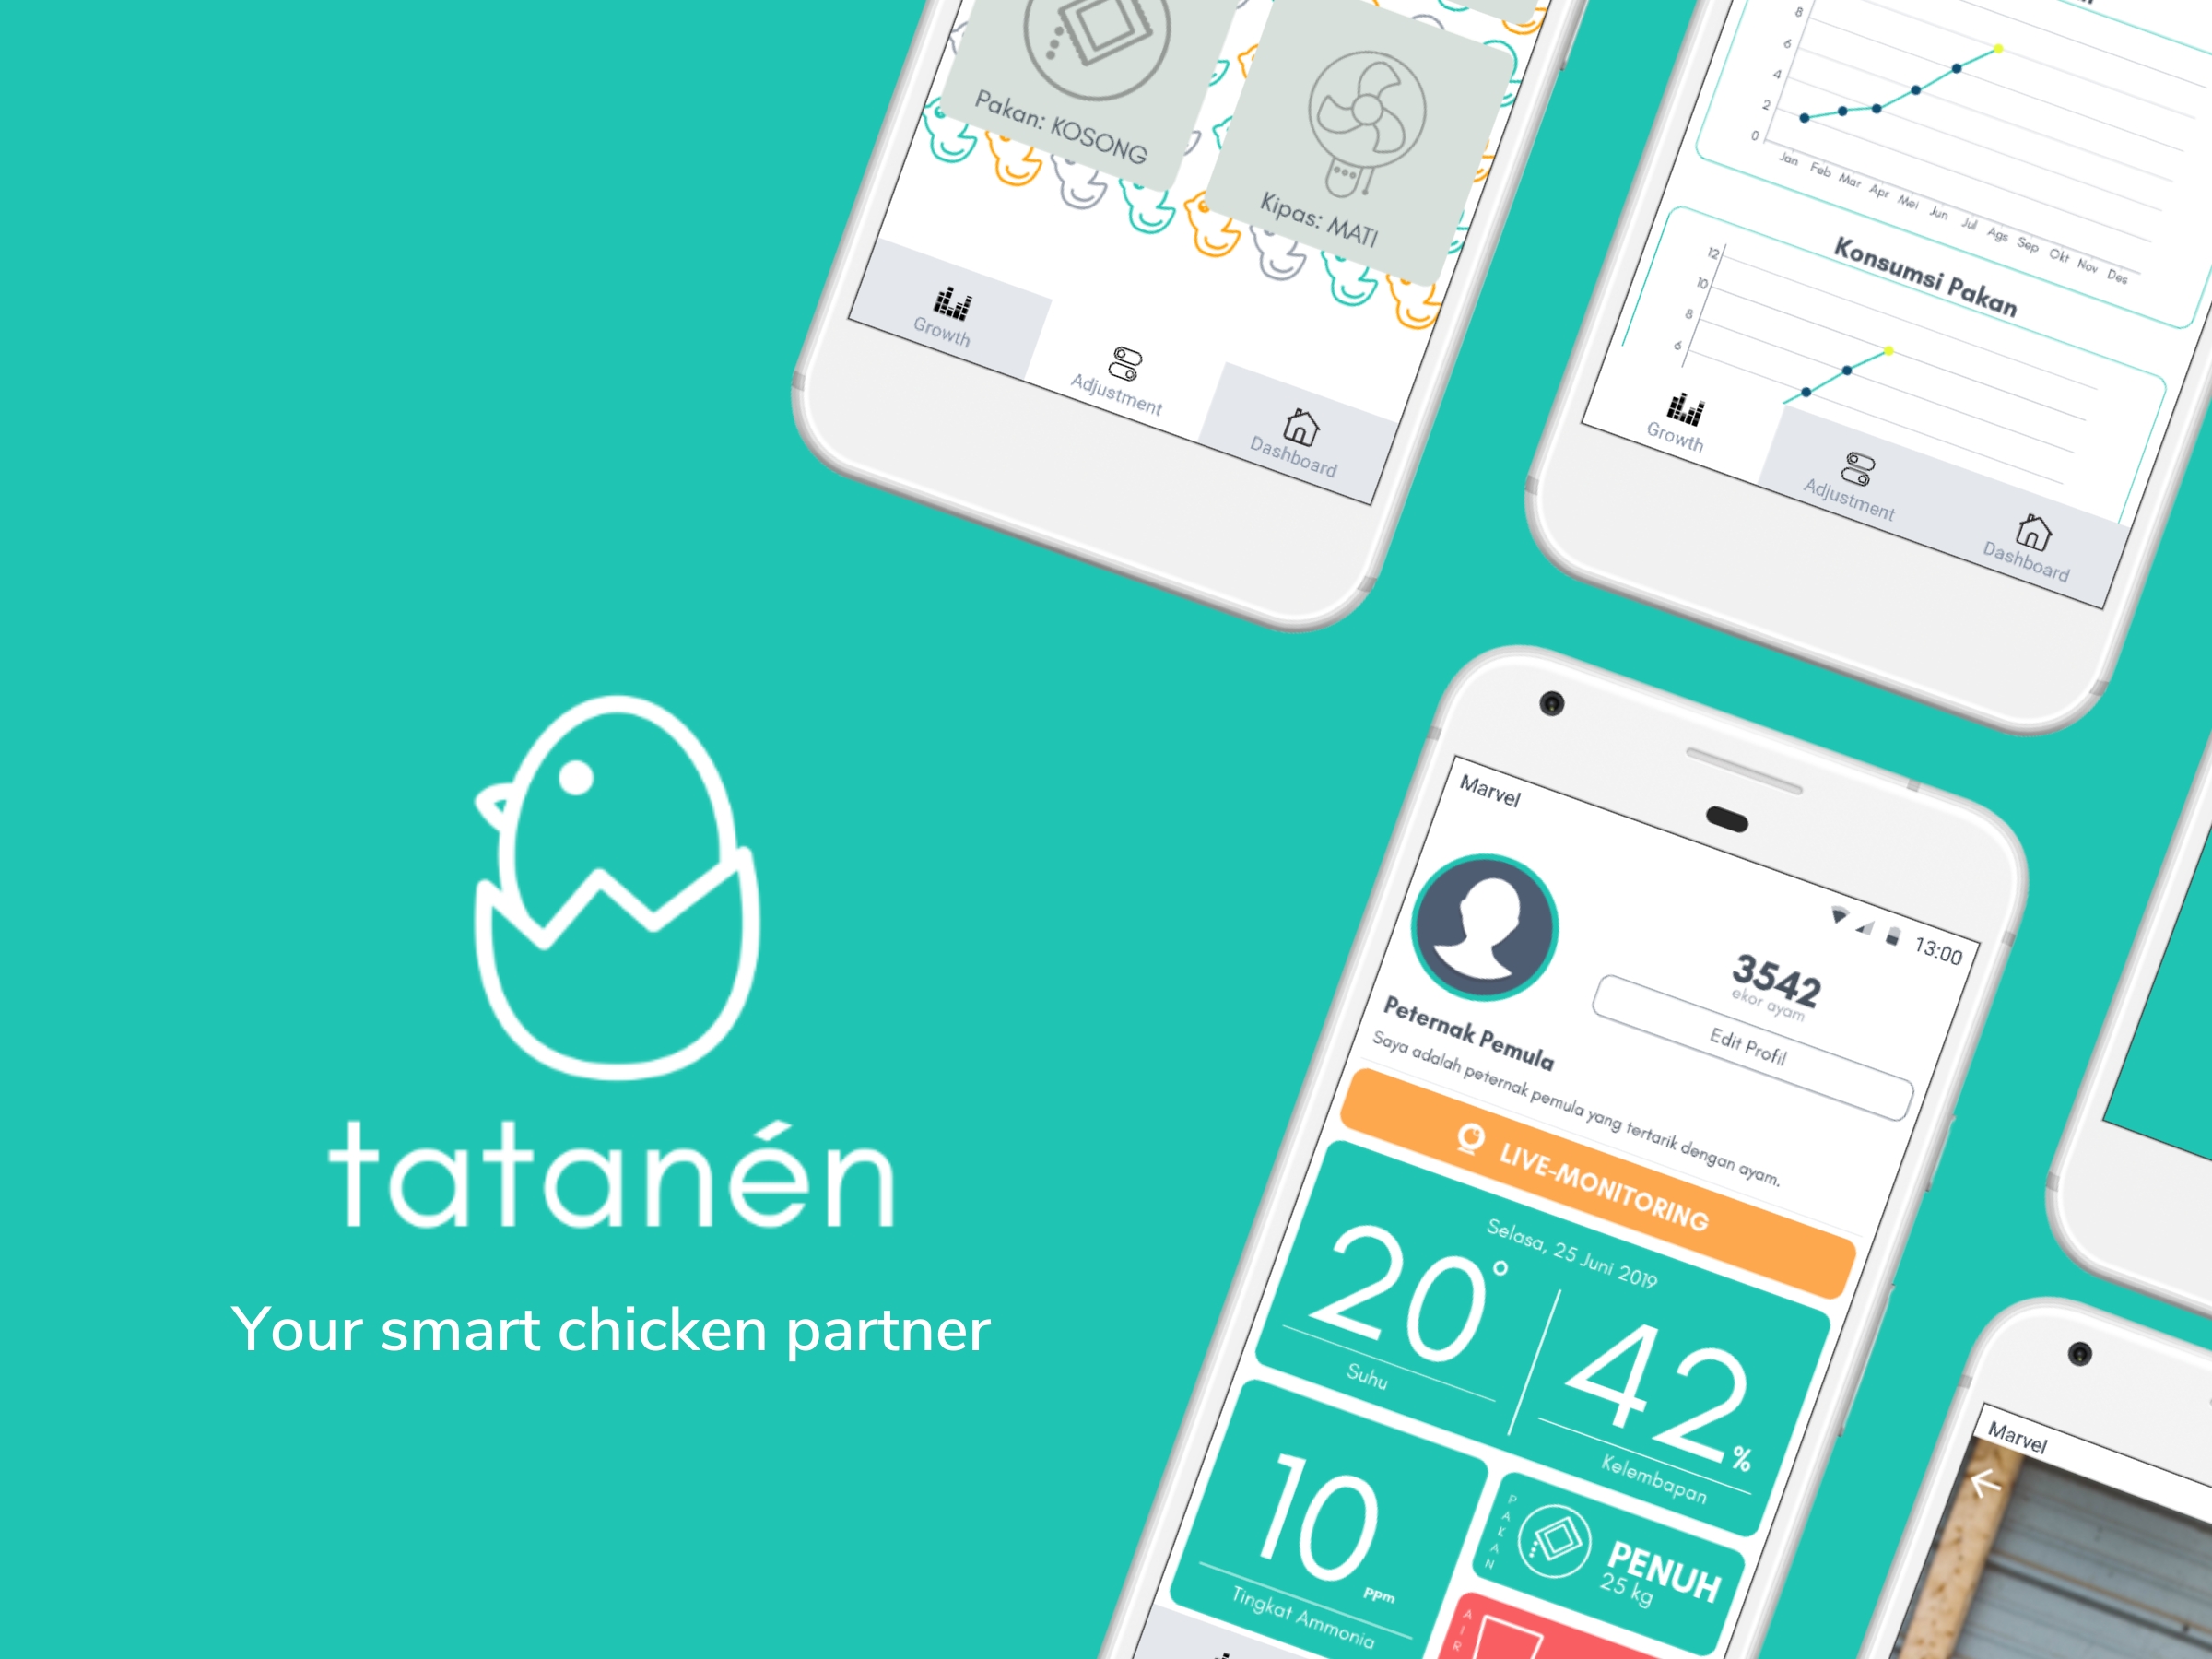 Pakan: KOSONG
Kipas: MATI
Growth
Adjustment
Dashboard
8
6
4
2
0
Jan Feb Mar Apr Mei Jun Jul Ags Sep Okt Nov Des
Konsumsi Pakan
12
10
8
6
Growth
Adjustment
Dashboard
tatanén
Your smart chicken partner
Marvel
13:00
3542
ekor ayam
Edit Profil
Peternak Pemula
Saya adalah peternak pemula yang tertarik dengan ayam.
LIVE-MONITORING
Selasa, 25 Juni 2019
20°
Suhu
42%
Kelembapan
10 ppm
Tingkat Ammonia
PAKAN
PENUH
25 kg
AIR
Marvel